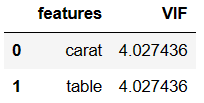 features VIF
0 carat 4.027436
1 table 4.027436